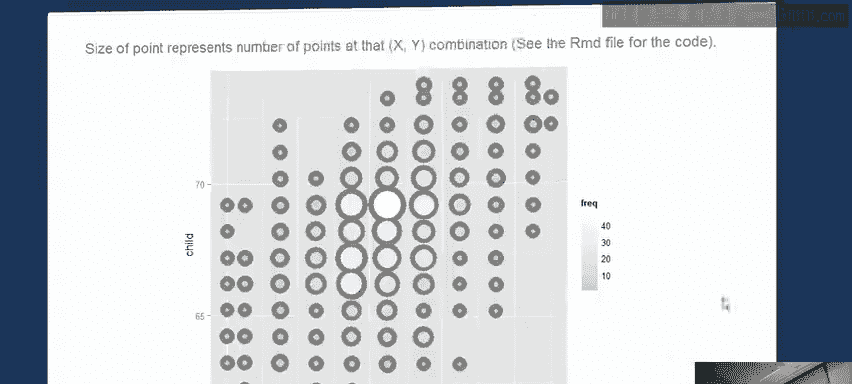 Size of point represents number of points at that (X, Y) combination (See the Rmd file for the code).
70
65
child
freq
40
30
20
10